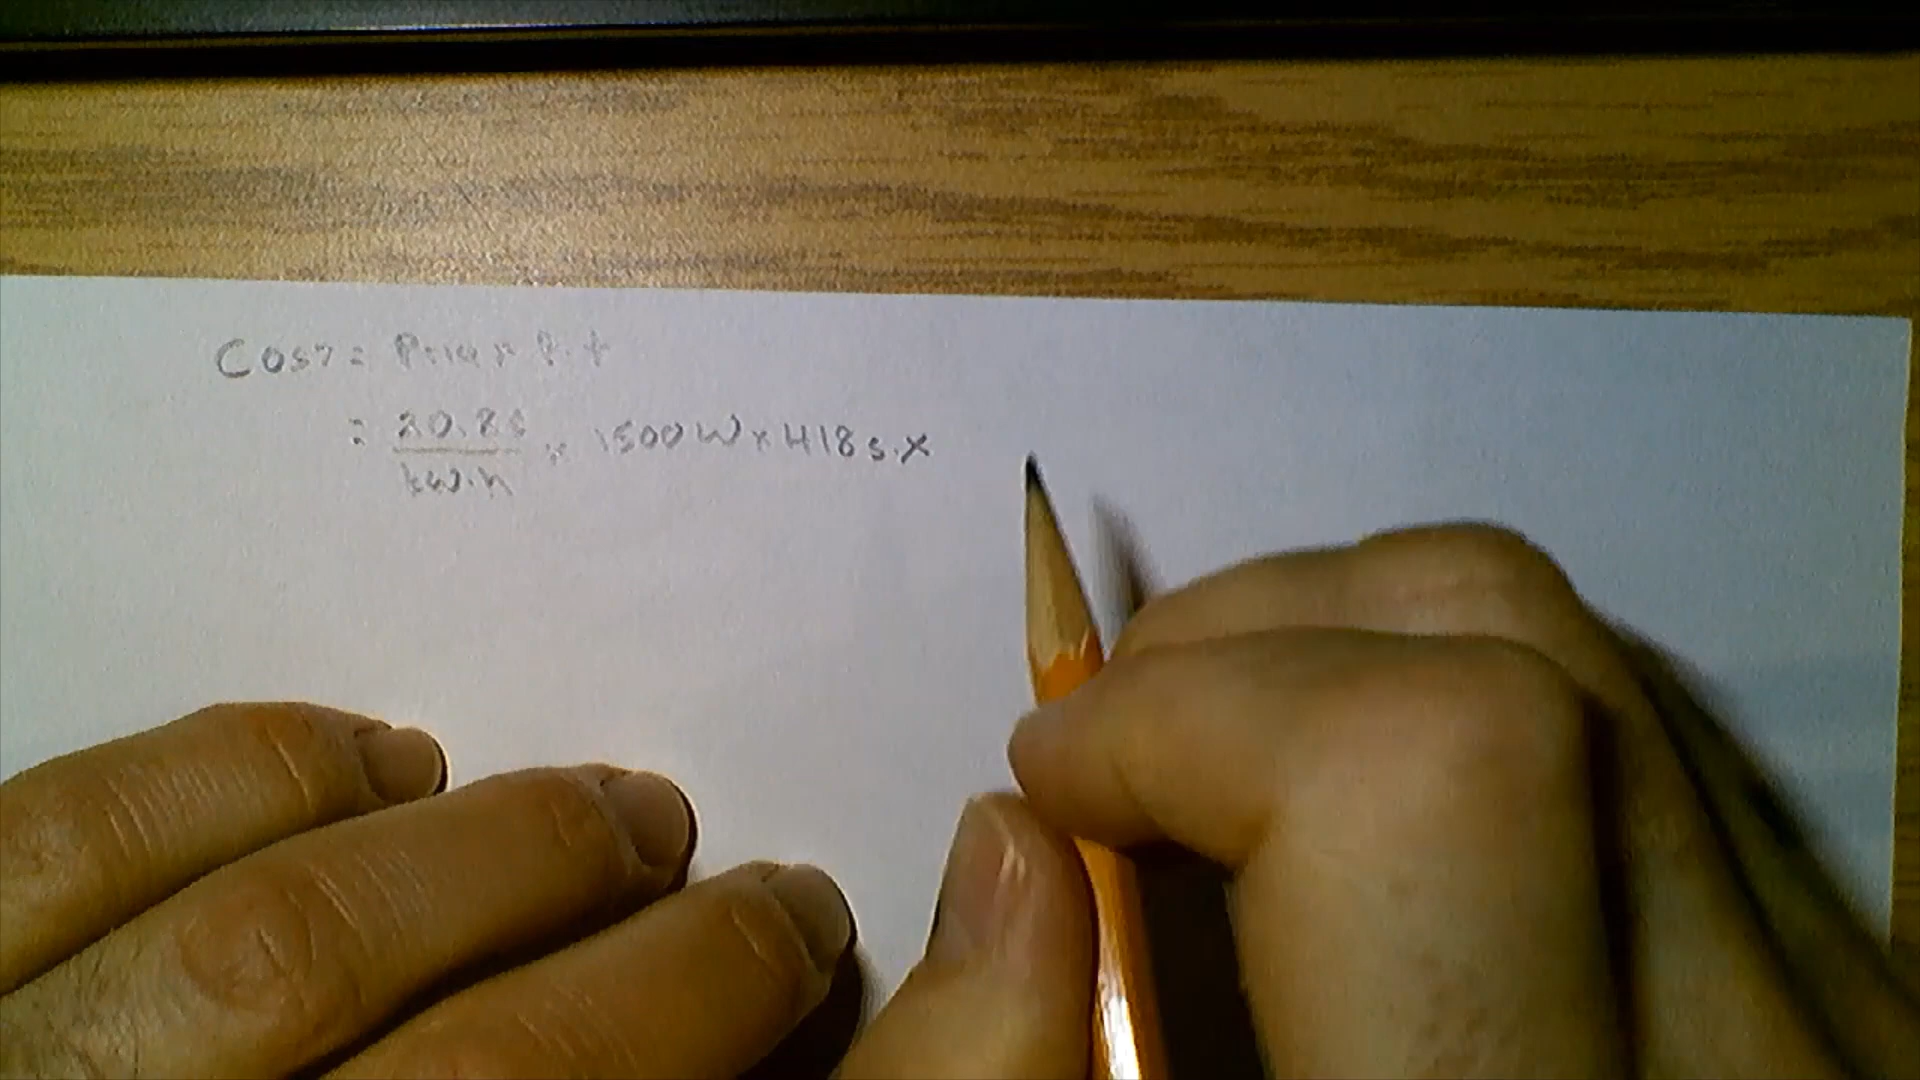 Cost = Price × P. t
= 20.8¢ / kW.h × 1500 W × 418 s. ×